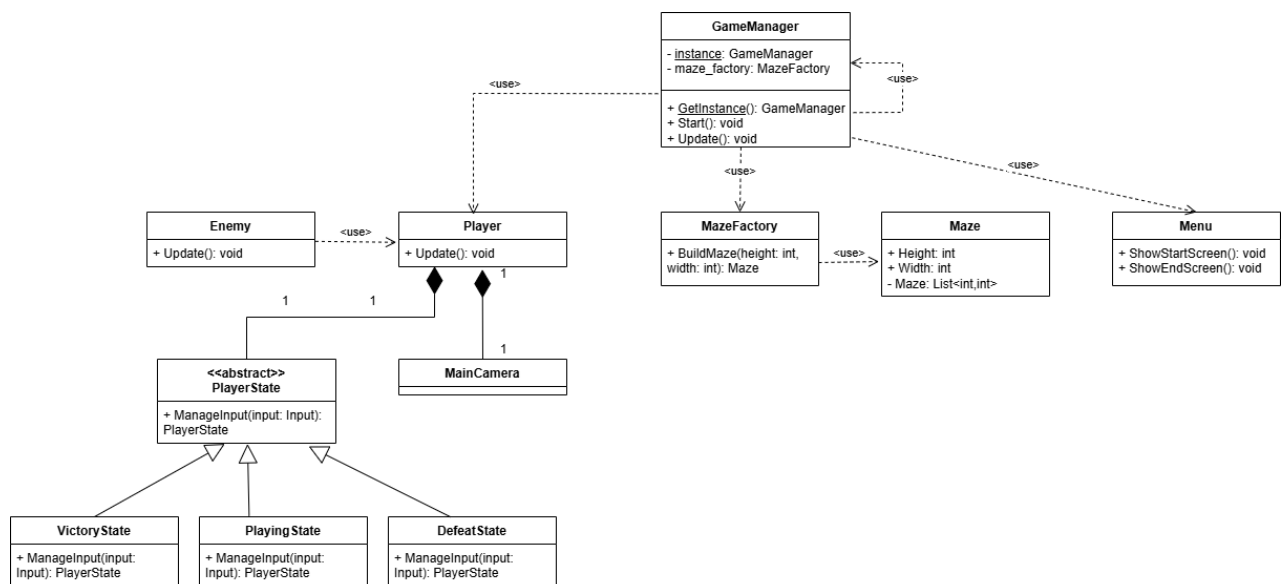 GameManager
- instance: GameManager
- maze_factory: MazeFactory
+ GetInstance(): GameManager
+ Start(): void
+ Update(): void
<use>
<use>
<use>
<use>
Enemy
+ Update(): void
<use>
Player
+ Update(): void
MazeFactory
+ BuildMaze(height: int,
width: int): Maze
<use>
Maze
+ Height: int
+ Width: int
- Maze: List<int,int>
Menu
+ ShowStartScreen(): void
+ ShowEndScreen(): void
1
1
1
1
<<abstract>>
PlayerState
+ ManageInput(input: Input):
PlayerState
MainCamera
VictoryState
+ ManageInput(input:
Input): PlayerState
PlayingState
+ ManageInput(input:
Input): PlayerState
DefeatState
+ ManageInput(input:
Input): PlayerState